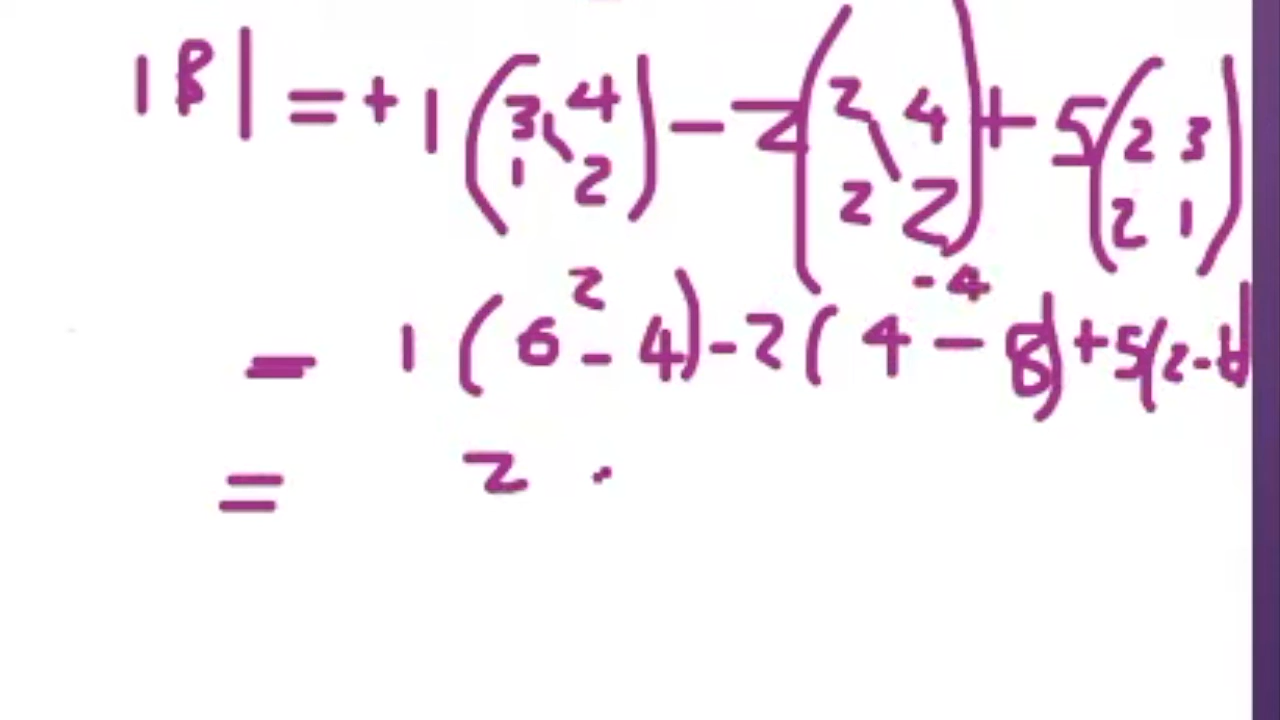 |B| = +1 (3 4 1 2) - 2 (2 4 2 2) + 5 (2 3 2 1)
2 -4
= 1 (6 - 4) - 2 (4 - 8) + 5 (2 -
= 2 .